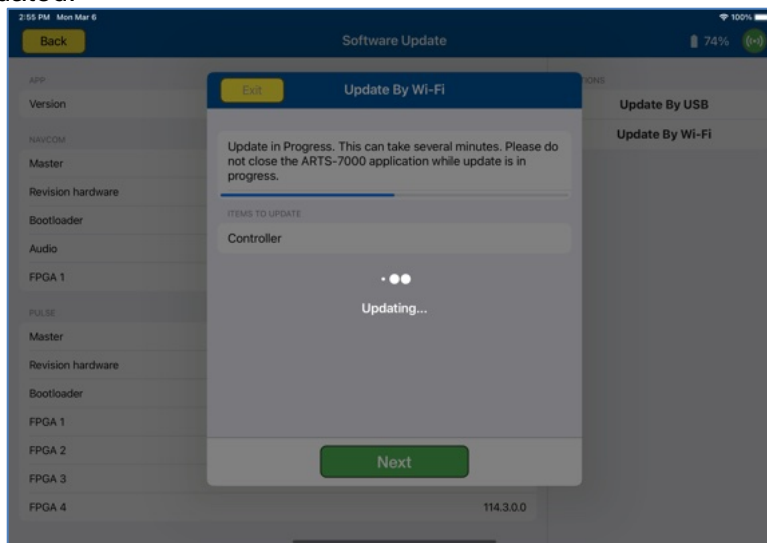 2:55 PM Mon Mar 6
100%
Back
Software Update
74%
APP
Version
NAVCOM
Master
Revision hardware
Bootloader
Audio
FPGA 1
PULSE
Master
Revision hardware
Bootloader
FPGA 1
FPGA 2
FPGA 3
FPGA 4
114.3.0.0
Exit
Update By Wi-Fi
Update in Progress. This can take several minutes. Please do
not close the ARTS-7000 application while update is in
progress.
ITEMS TO UPDATE
Controller
Updating...
Next
Update By USB
Update By Wi-Fi